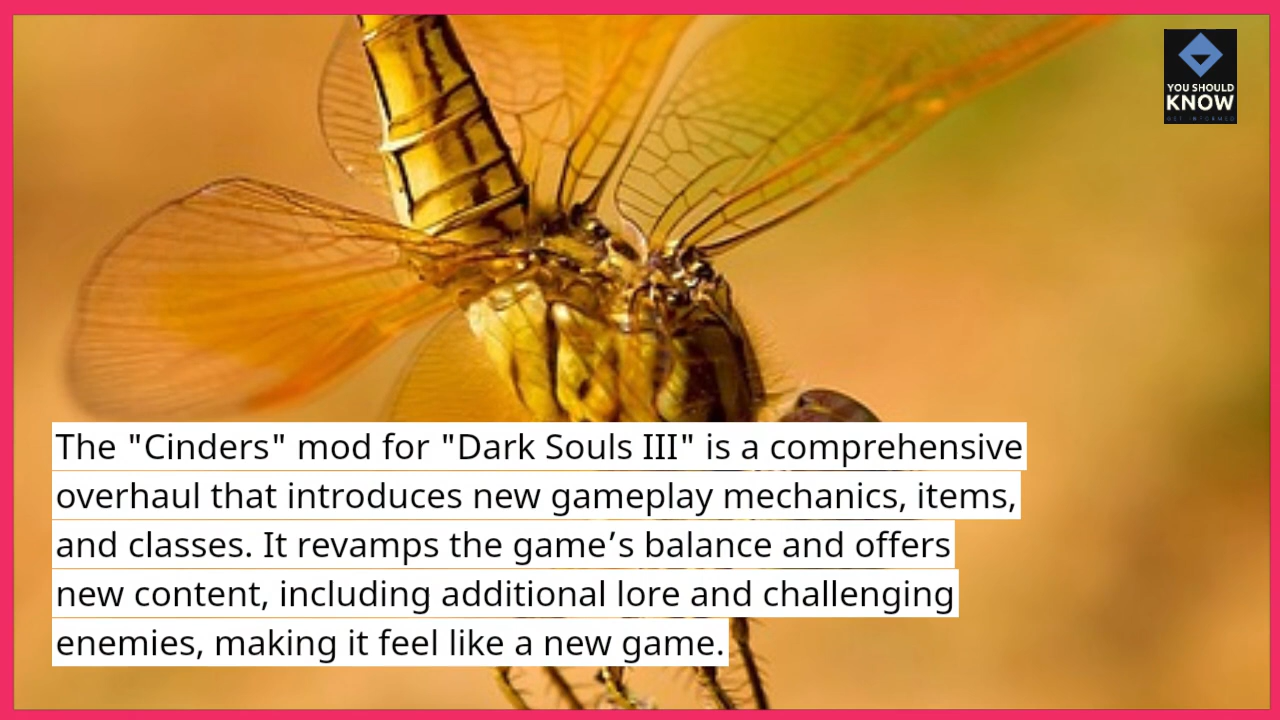 YOU SHOULD
KNOW
GET INFORMED
The "Cinders" mod for "Dark Souls III" is a comprehensive
overhaul that introduces new gameplay mechanics, items,
and classes. It revamps the game’s balance and offers
new content, including additional lore and challenging
enemies, making it feel like a new game.